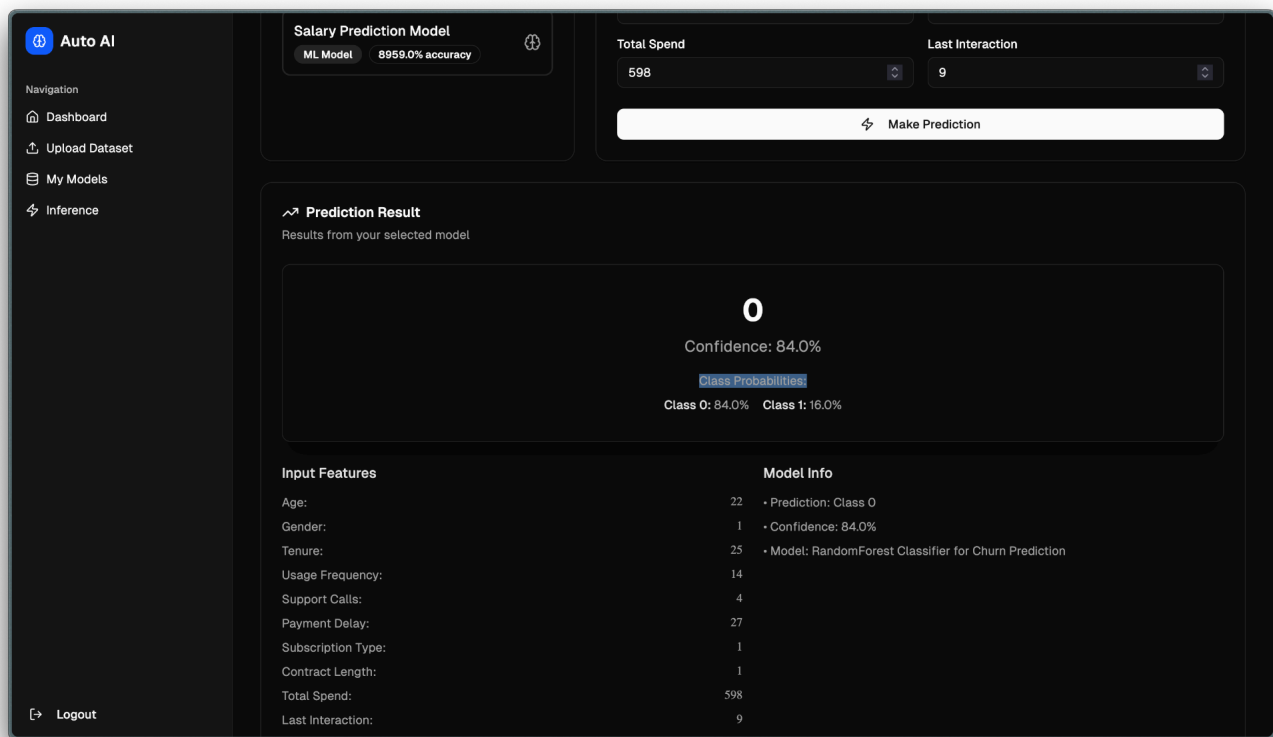 Auto AI
Navigation
Dashboard
Upload Dataset
My Models
Inference
Logout
Salary Prediction Model
ML Model 8959.0% accuracy
Total Spend Last Interaction
598 9
Make Prediction
Prediction Result
Results from your selected model
0
Confidence: 84.0%
Class Probabilities:
Class 0: 84.0% Class 1: 16.0%
Input Features
Age: 22
Gender: 1
Tenure: 25
Usage Frequency: 14
Support Calls: 4
Payment Delay: 27
Subscription Type: 1
Contract Length: 1
Total Spend: 598
Last Interaction: 9
Model Info
• Prediction: Class 0
• Confidence: 84.0%
• Model: RandomForest Classifier for Churn Prediction